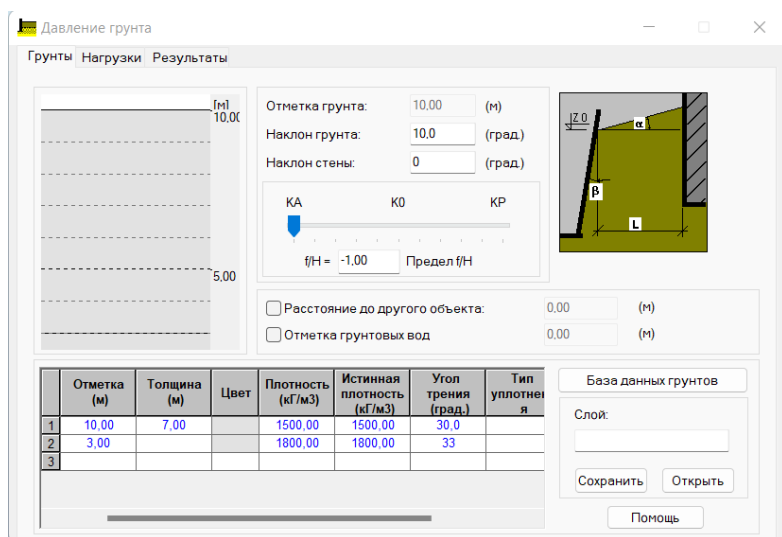 Давление грунта
Грунты Нагрузки Результаты
[м]
10,00
5,00
Отметка грунта: 10,00 (м)
Наклон грунта: 10,0 (град.)
Наклон стены: 0 (град.)
KA K0 KP
f/H = -1,00 Предел f/H
Z 0
α
β
L
Расстояние до другого объекта: 0,00 (м)
Отметка грунтовых вод 0,00 (м)
Отметка (м) Толщина (м) Цвет Плотность (кГ/м3) Истинная плотность (кГ/м3) Угол трения (град.) Тип уплотнен я
1 10,00 7,00 1500,00 1500,00 30,0
2 3,00 1800,00 1800,00 33
3
База данных грунтов
Слой:
Сохранить Открыть
Помощь